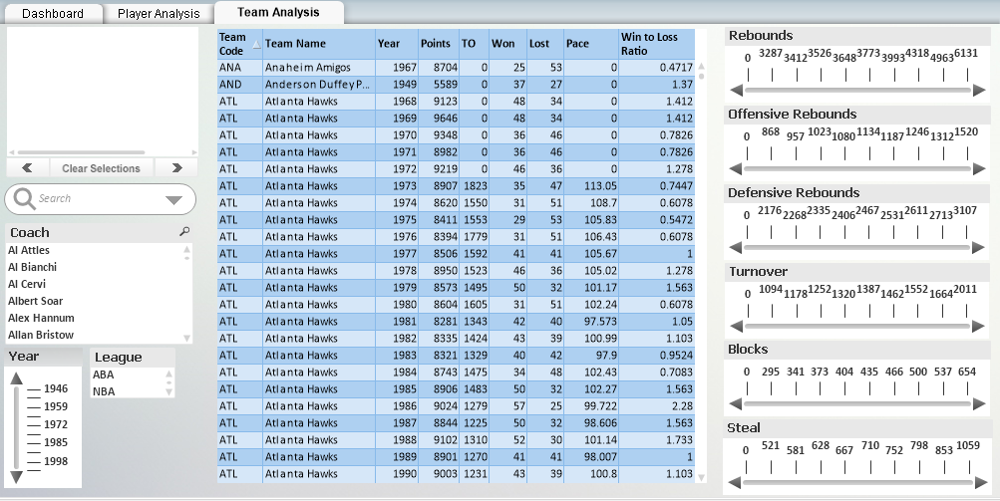 Dashboard Player Analysis Team Analysis
Clear Selections
Search
Coach
Al Attles
Al Bianchi
Al Cervi
Albert Soar
Alex Hannum
Allan Bristow
Year
1946
1959
1972
1985
1998
League
ABA
NBA
Team Code Team Name Year Points TO Won Lost Pace Win to Loss Ratio
ANA Anaheim Amigos 1967 8704 0 25 53 0 0.4717
AND Anderson Duffey P... 1949 5589 0 37 27 0 1.37
ATL Atlanta Hawks 1968 9123 0 48 34 0 1.412
ATL Atlanta Hawks 1969 9646 0 48 34 0 1.412
ATL Atlanta Hawks 1970 9348 0 36 46 0 0.7826
ATL Atlanta Hawks 1971 8982 0 36 46 0 0.7826
ATL Atlanta Hawks 1972 9219 0 46 36 0 1.278
ATL Atlanta Hawks 1973 8907 1823 35 47 113.05 0.7447
ATL Atlanta Hawks 1974 8620 1550 31 51 108.7 0.6078
ATL Atlanta Hawks 1975 8411 1553 29 53 105.83 0.5472
ATL Atlanta Hawks 1976 8394 1779 31 51 106.43 0.6078
ATL Atlanta Hawks 1977 8506 1592 41 41 105.67 1
ATL Atlanta Hawks 1978 8950 1523 46 36 105.02 1.278
ATL Atlanta Hawks 1979 8573 1495 50 32 101.17 1.563
ATL Atlanta Hawks 1980 8604 1605 31 51 102.24 0.6078
ATL Atlanta Hawks 1981 8281 1343 42 40 97.573 1.05
ATL Atlanta Hawks 1982 8335 1424 43 39 100.99 1.103
ATL Atlanta Hawks 1983 8321 1329 40 42 97.9 0.9524
ATL Atlanta Hawks 1984 8743 1475 34 48 102.43 0.7083
ATL Atlanta Hawks 1985 8906 1483 50 32 102.27 1.563
ATL Atlanta Hawks 1986 9024 1279 57 25 99.722 2.28
ATL Atlanta Hawks 1987 8844 1225 50 32 98.606 1.563
ATL Atlanta Hawks 1988 9102 1310 52 30 101.14 1.733
ATL Atlanta Hawks 1989 8901 1270 41 41 98.007 1
ATL Atlanta Hawks 1990 9003 1231 43 39 100.8 1.103
Rebounds
0 3287 3412 3526 3648 3773 3993 4318 4963 6131
Offensive Rebounds
0 868 957 1023 1080 1134 1187 1246 1312 1520
Defensive Rebounds
0 2176 2268 2335 2406 2467 2531 2611 2713 3107
Turnover
0 1094 1178 1252 1320 1387 1462 1552 1664 2011
Blocks
0 295 341 373 404 435 466 500 537 654
Steal
0 521 581 628 667 710 752 798 853 1059